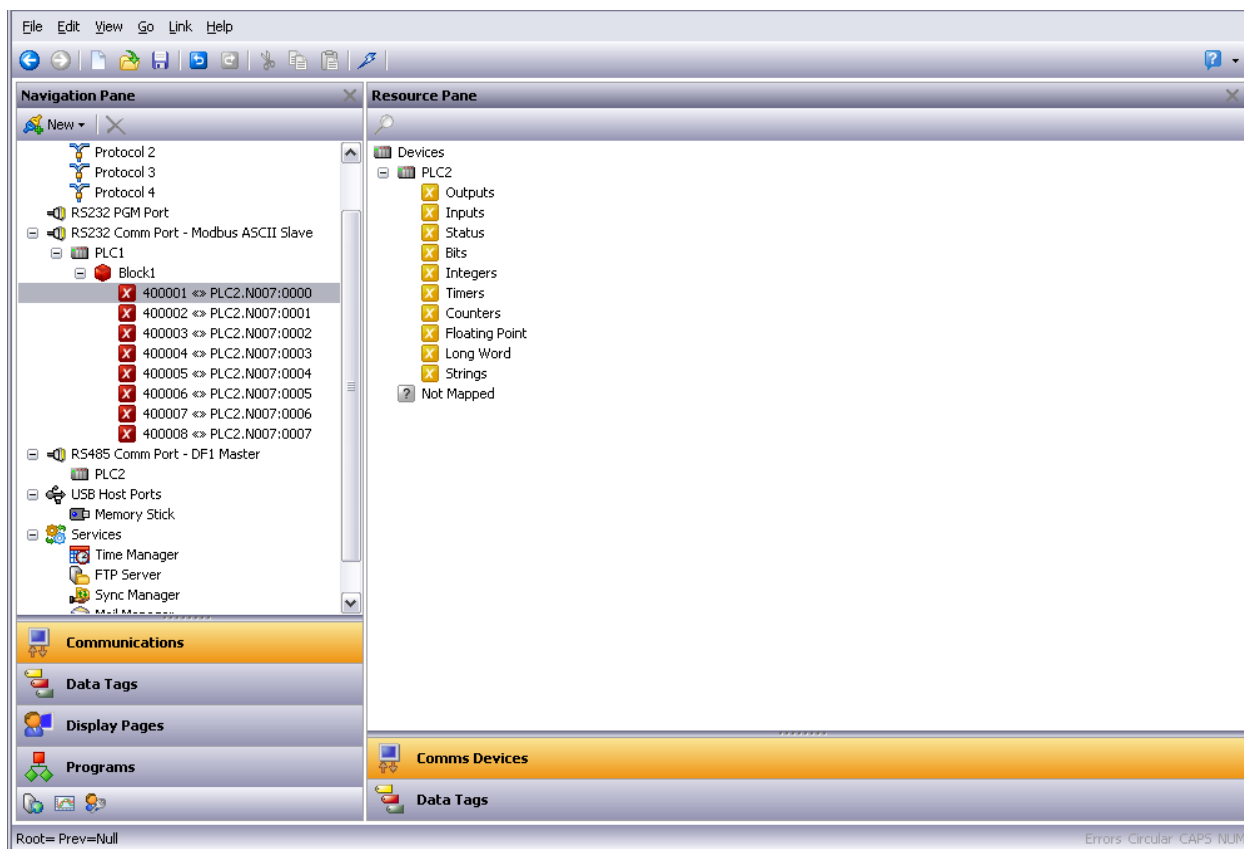 File Edit View Go Link Help
Navigation Pane
New
Protocol 2
Protocol 3
Protocol 4
RS232 PGM Port
RS232 Comm Port - Modbus ASCII Slave
PLC1
Block1
400001 «» PLC2.N007:0000
400002 «» PLC2.N007:0001
400003 «» PLC2.N007:0002
400004 «» PLC2.N007:0003
400005 «» PLC2.N007:0004
400006 «» PLC2.N007:0005
400007 «» PLC2.N007:0006
400008 «» PLC2.N007:0007
RS485 Comm Port - DF1 Master
PLC2
USB Host Ports
Memory Stick
Services
Time Manager
FTP Server
Sync Manager
Mail Manager
Communications
Data Tags
Display Pages
Programs
Resource Pane
Devices
PLC2
Outputs
Inputs
Status
Bits
Integers
Timers
Counters
Floating Point
Long Word
Strings
Not Mapped
Comms Devices
Data Tags
Root= Prev=Null
Errors Circular CAPS NUM